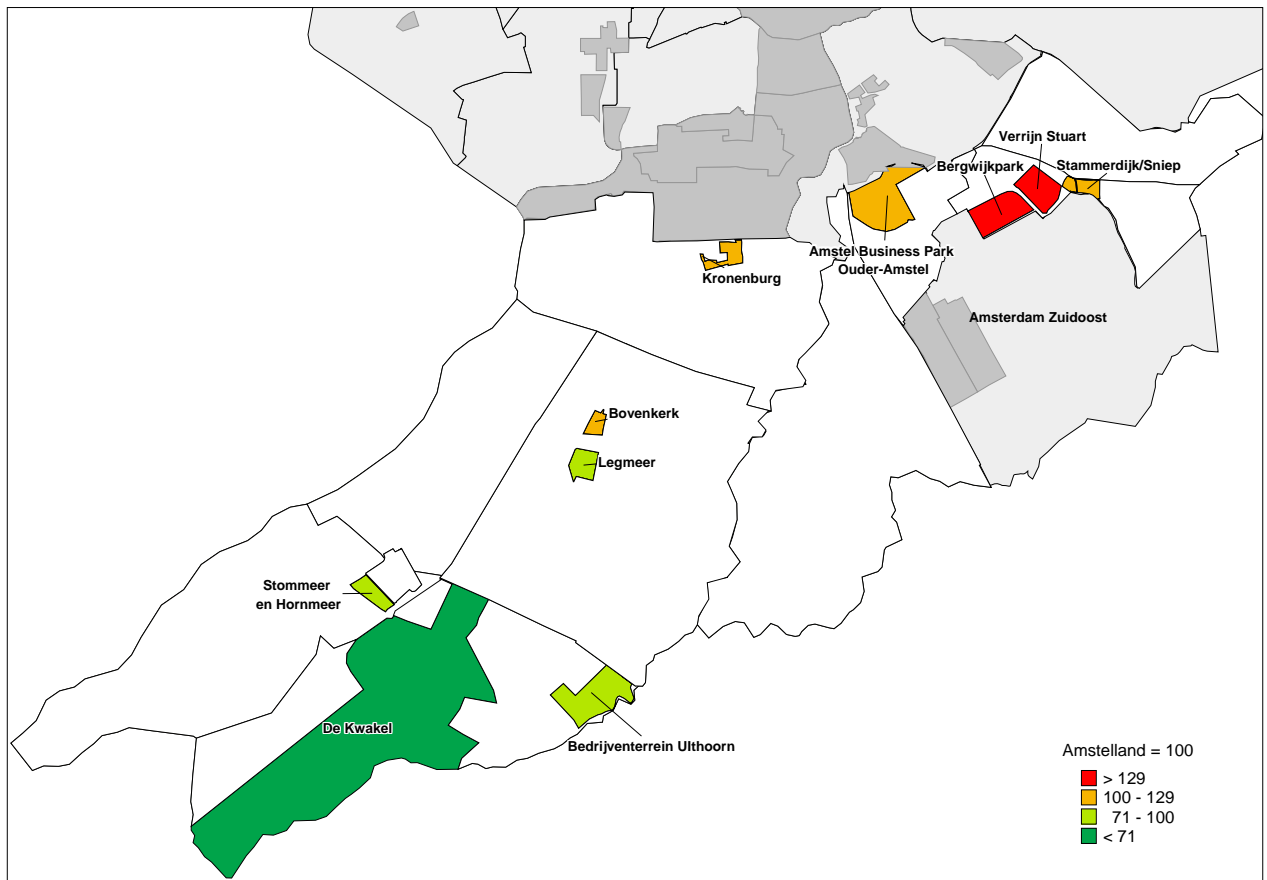 Verrijn Stuart
Bergwijkpark
Stammerdijk/Sniep
Amstel Business Park
Ouder-Amstel
Kronenburg
Amsterdam Zuidoost
Bovenkerk
Legmeer
Stommeer
en Hornmeer
De Kwakel
Bedrijventerrein Uithoorn
Amstelland = 100
> 129
100 - 129
71 - 100
< 71